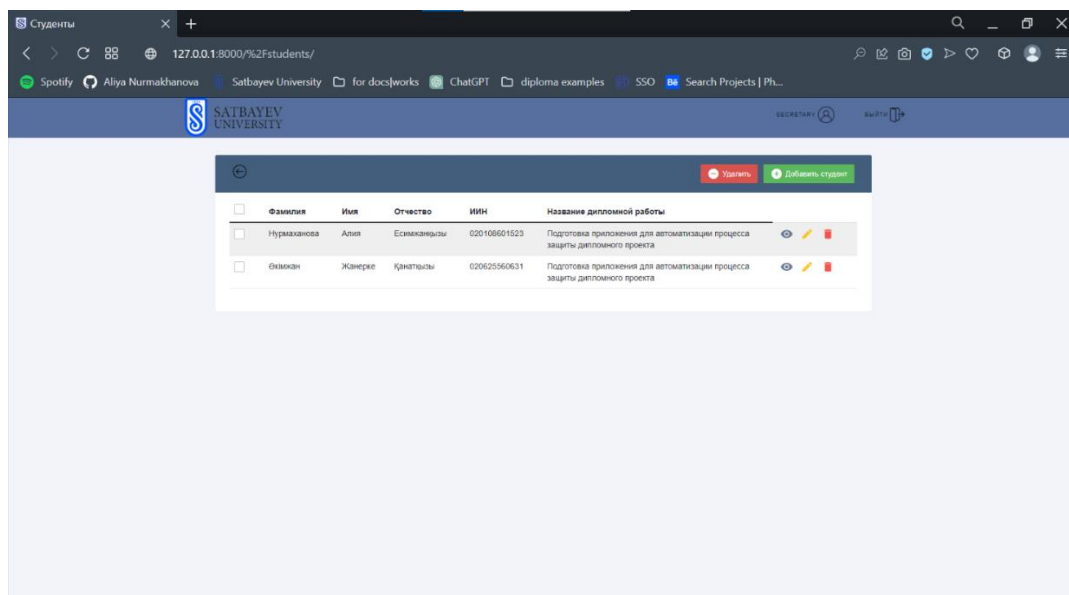 Студенты
127.0.0.1:8000/%2Fstudents/
Spotify Aliya Nurmakhanova Satbayev University for docs|works ChatGPT diploma examples SSO Bē Search Projects | Ph...
SATBAYEV
UNIVERSITY
SECRETARY ВЫЙТИ
Удалить Добавить студент
Фамилия Имя Отчество ИИН Название дипломной работы
Нурмаханова Алия Есимжанқызы 020108601523 Подготовка приложения для автоматизации процесса
защиты дипломного проекта
Әкімжан Жанерке Қанатқызы 020625560631 Подготовка приложения для автоматизации процесса
защиты дипломного проекта